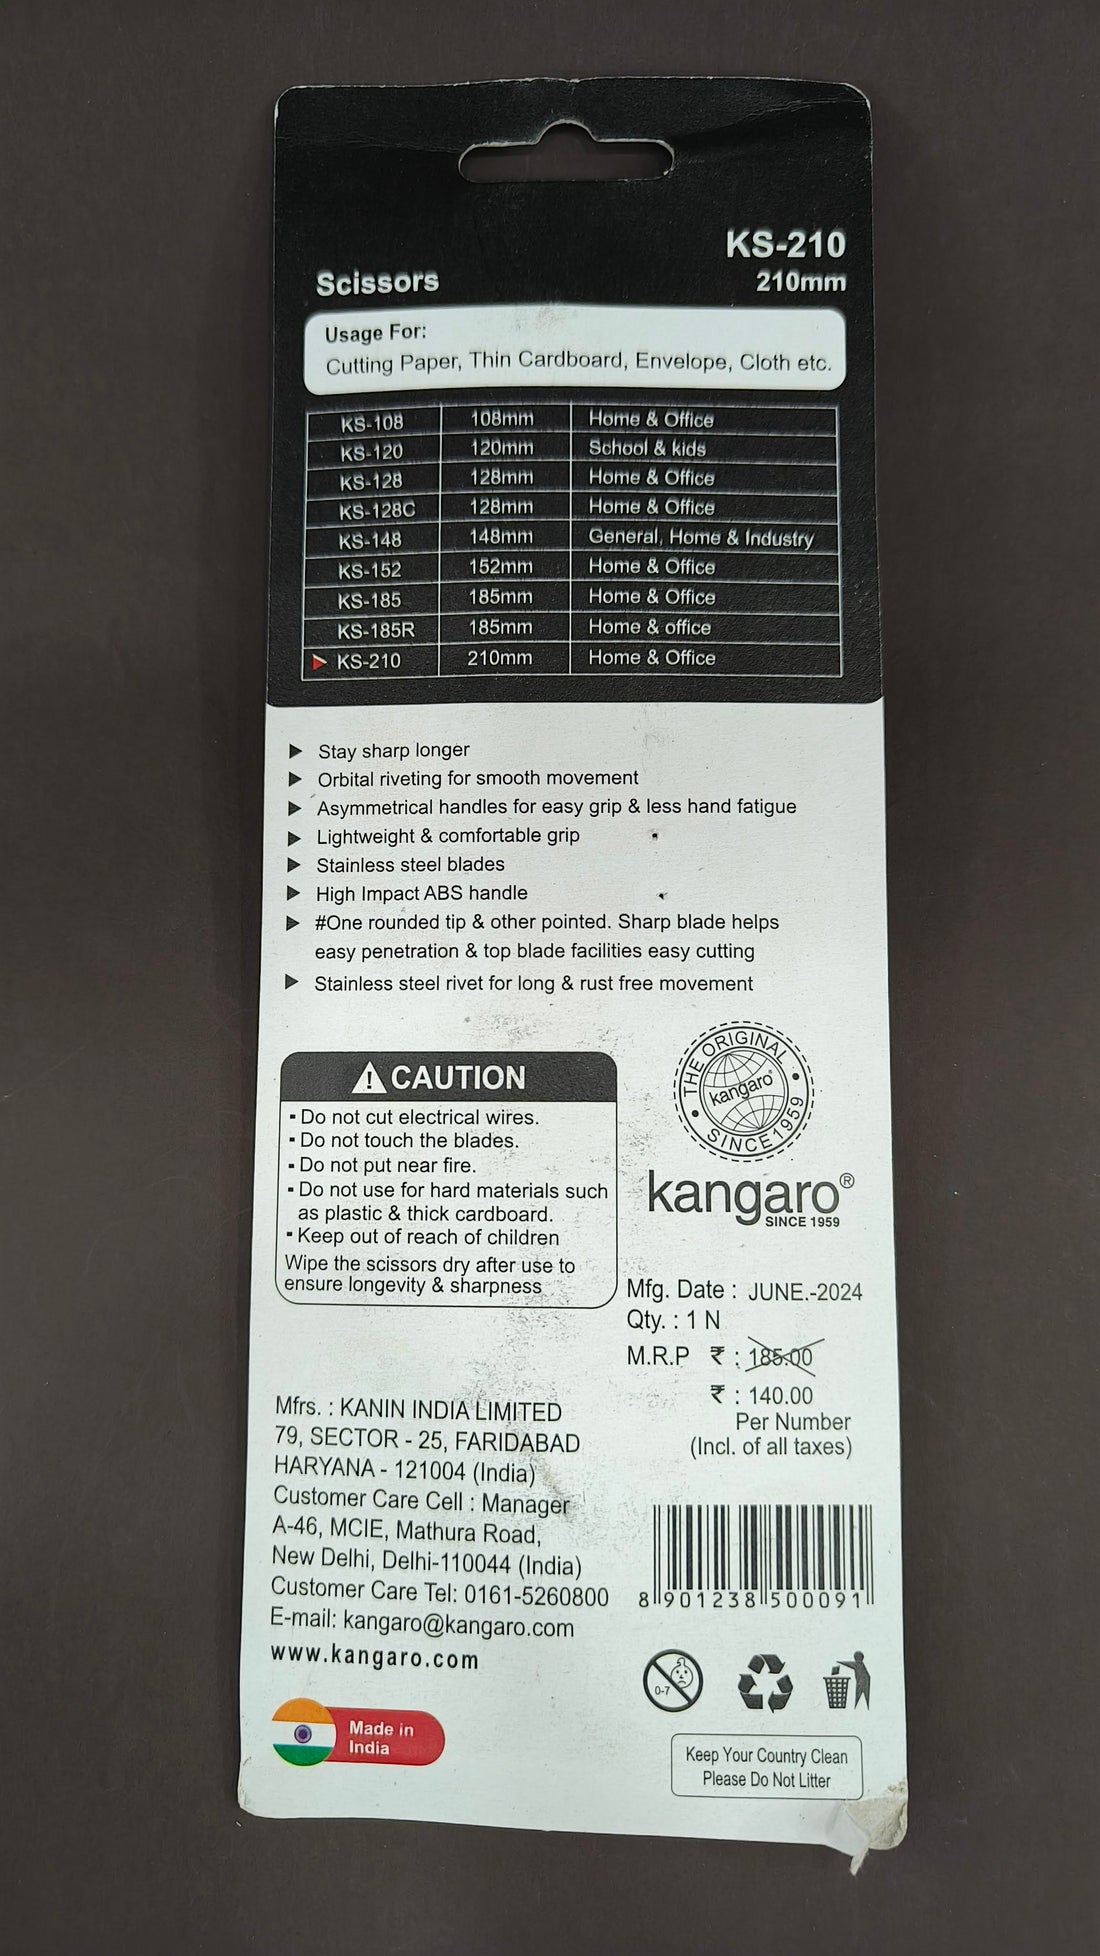 KS-210
Scissors
210mm
Usage For:
Cutting Paper, Thin Cardboard, Envelope, Cloth etc.
KS-108 108mm Home & Office
KS-120 120mm School & kids
KS-128 128mm Home & Office
KS-128C 128mm Home & Office
KS-148 148mm General, Home & Industry
KS-152 152mm Home & Office
KS-185 185mm Home & Office
KS-185R 185mm Home & office
KS-210 210mm Home & Office
Stay sharp longer
Orbital riveting for smooth movement
Asymmetrical handles for easy grip & less hand fatigue
Lightweight & comfortable grip
Stainless steel blades
High Impact ABS handle
#One rounded tip & other pointed. Sharp blade helps
easy penetration & top blade facilities easy cutting
Stainless steel rivet for long & rust free movement
CAUTION
Do not cut electrical wires.
Do not touch the blades.
Do not put near fire.
Do not use for hard materials such
as plastic & thick cardboard.
Keep out of reach of children
Wipe the scissors dry after use to
ensure longevity & sharpness
THE ORIGINAL
kangaro®
SINCE 1959
kangaro®
SINCE 1959
Mfg. Date : JUNE.-2024
Qty. : 1 N
M.R.P ₹ : 185.00
₹ : 140.00
Per Number
(Incl. of all taxes)
Mfrs. : KANIN INDIA LIMITED
79, SECTOR - 25, FARIDABAD
HARYANA - 121004 (India)
Customer Care Cell : Manager
A-46, MCIE, Mathura Road,
New Delhi, Delhi-110044 (India)
Customer Care Tel: 0161-5260800
E-mail: kangaro@kangaro.com
www.kangaro.com
8 901238 500091
0-7
Made in
India
Keep Your Country Clean
Please Do Not Litter